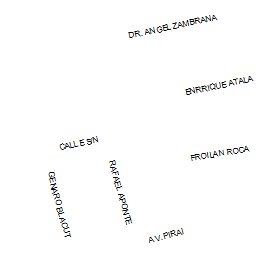 DR. ANGEL ZAMBRANA
ENRRIQUE ATALA
CALLE S/N
FROILAN ROCA
RAFAEL APONTE
GENARO BLACUT
AV. PIRAI